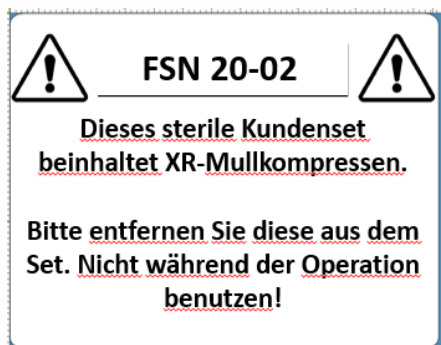 FSN 20-02
Dieses sterile Kundenset
beinhaltet XR-Mullkompressen.
Bitte entfernen Sie diese aus dem
Set. Nicht während der Operation
benutzen!